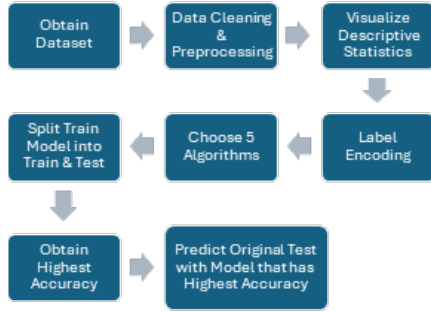 Obtain
Dataset
Data Cleaning
&
Preprocessing
Visualize
Descriptive
Statistics
Label
Encoding
Choose 5
Algorithms
Split Train
Model into
Train & Test
Obtain
Highest
Accuracy
Predict Original Test
with Model that has
Highest Accuracy